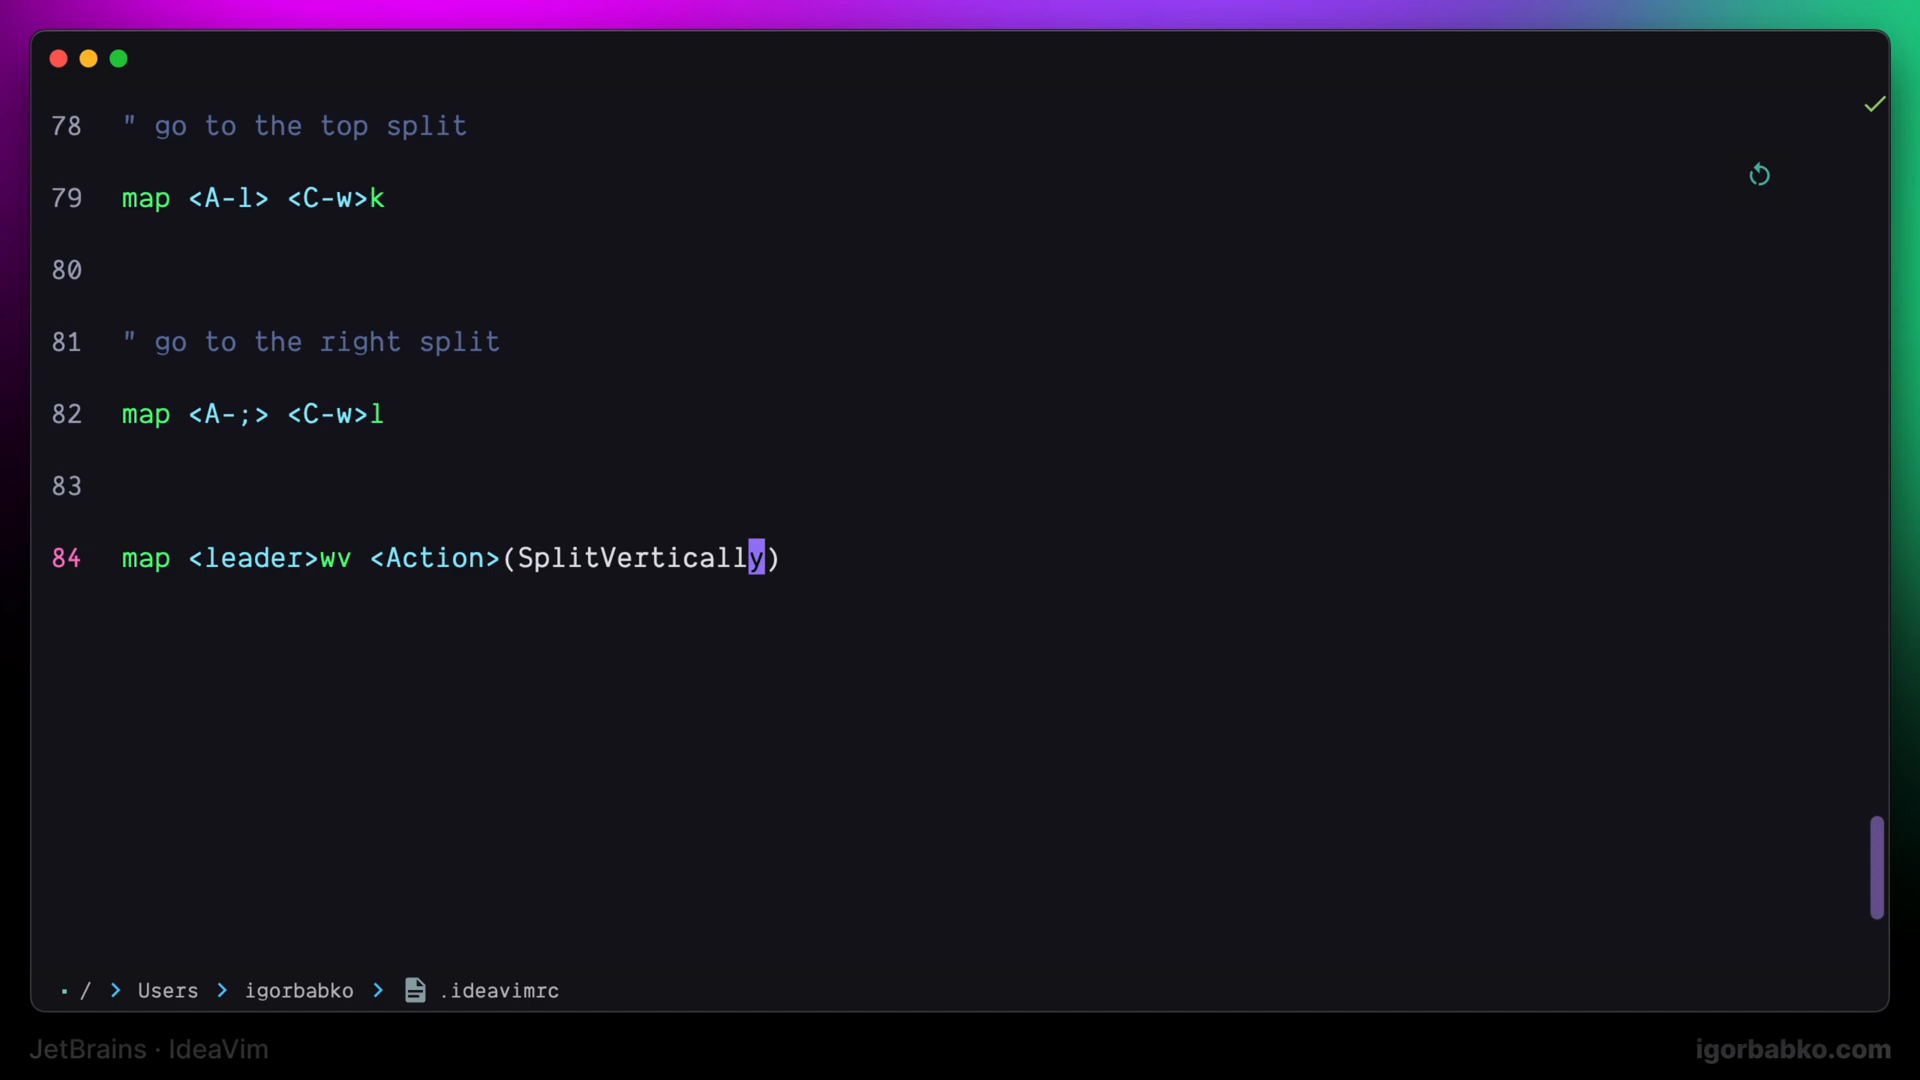 78 " go to the top split
79 map <A-l> <C-w>k
80
81 " go to the right split
82 map <A-;> <C-w>l
83
84 map <leader>wv <Action>(SplitVertically)
/ > Users > igorbabko > .ideavimrc
JetBrains · IdeaVim
igorbabko.com